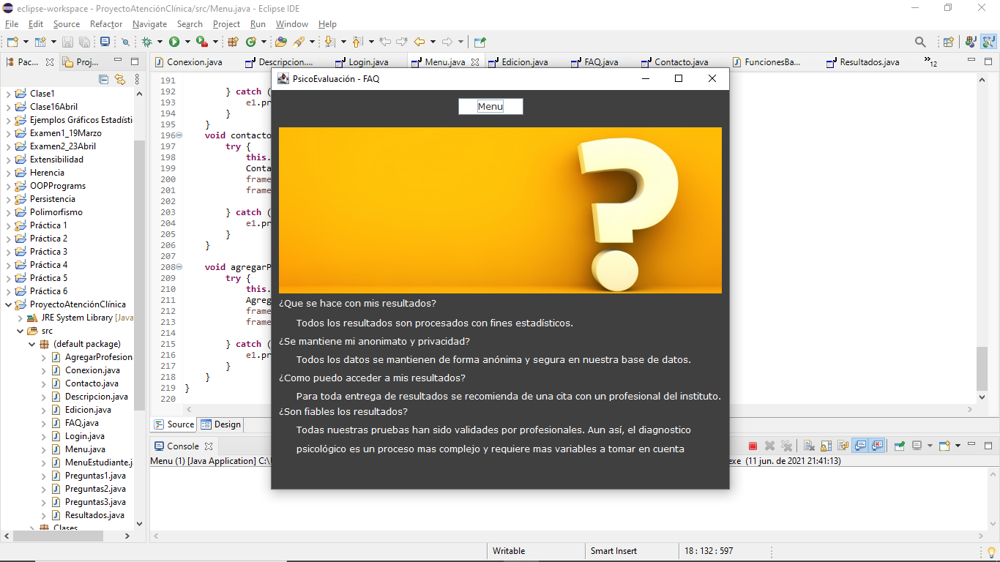 eclipse-workspace - ProyectoAtenciónClínica/src/Menu.java - Eclipse IDE
File Edit Source Refactor Navigate Search Project Run Window Help
Pac... Proj...
Conexion.java Descripcion.... Login.java Menu.java Edicion.java FAQ.java Contacto.java FuncionesBa... Resultados.java 12
Clase1
Clase16Abril
Ejemplos Gráficos Estadísti
Examen1_19Marzo
Examen2_23Abril
Extensibilidad
Herencia
OOPPrograms
Persistencia
Polimorfismo
Práctica 1
Práctica 2
Práctica 3
Práctica 4
Práctica 5
Práctica 6
ProyectoAtenciónClínica
JRE System Library [Java
src
(default package)
AgregarProfesion
Conexion.java
Contacto.java
Descripcion.java
Edicion.java
FAQ.java
Login.java
Menu.java
MenuEstudiante.j
Preguntas1.java
Preguntas2.java
Preguntas3.java
Resultados.java
Clases
191
192 } catch (
193 e1.pr
194 }
195 }
196 void contacto
197 try {
198 this.
199 Conta
200 frame
201 frame
202
203 } catch (
204 e1.pr
205 }
206 }
207
208 void agregarP
209 try {
210 this.
211 Agreg
212 frame
213 frame
214
215 } catch (
216 e1.pr
217 }
218 }
219 }
220
Source Design
PsicoEvaluación - FAQ
Menu
?
¿Que se hace con mis resultados?
Todos los resultados son procesados con fines estadísticos.
¿Se mantiene mi anonimato y privacidad?
Todos los datos se mantienen de forma anónima y segura en nuestra base de datos.
¿Como puedo acceder a mis resultados?
Para toda entrega de resultados se recomienda de una cita con un profesional del instituto.
¿Son fiables los resultados?
Todas nuestras pruebas han sido validades por profesionales. Aun así, el diagnostico
psicológico es un proceso mas complejo y requiere mas variables a tomar en cuenta
Console
Menu (1) [Java Application] C:\ exe (11 jun. de 2021 21:41:13)
Writable Smart Insert 18 : 132 : 597